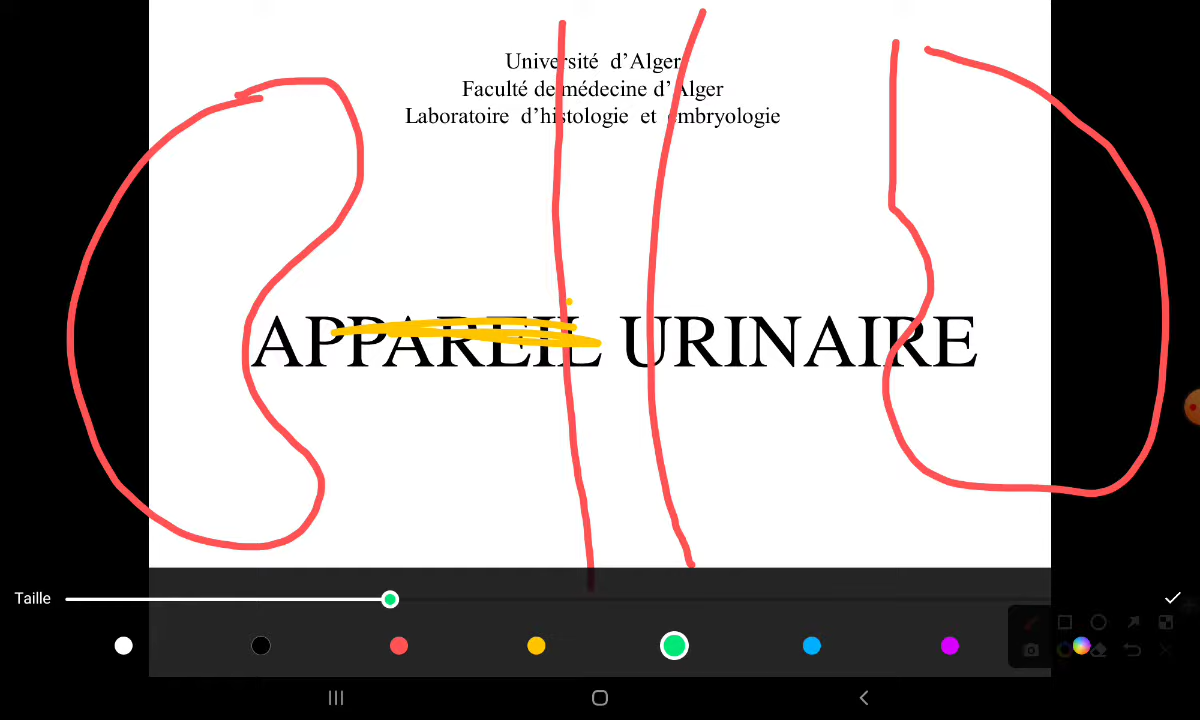 Université d’Alger
Faculté de médecine d’Alger
Laboratoire d’histologie et embryologie
APPAREIL URINAIRE
Taille